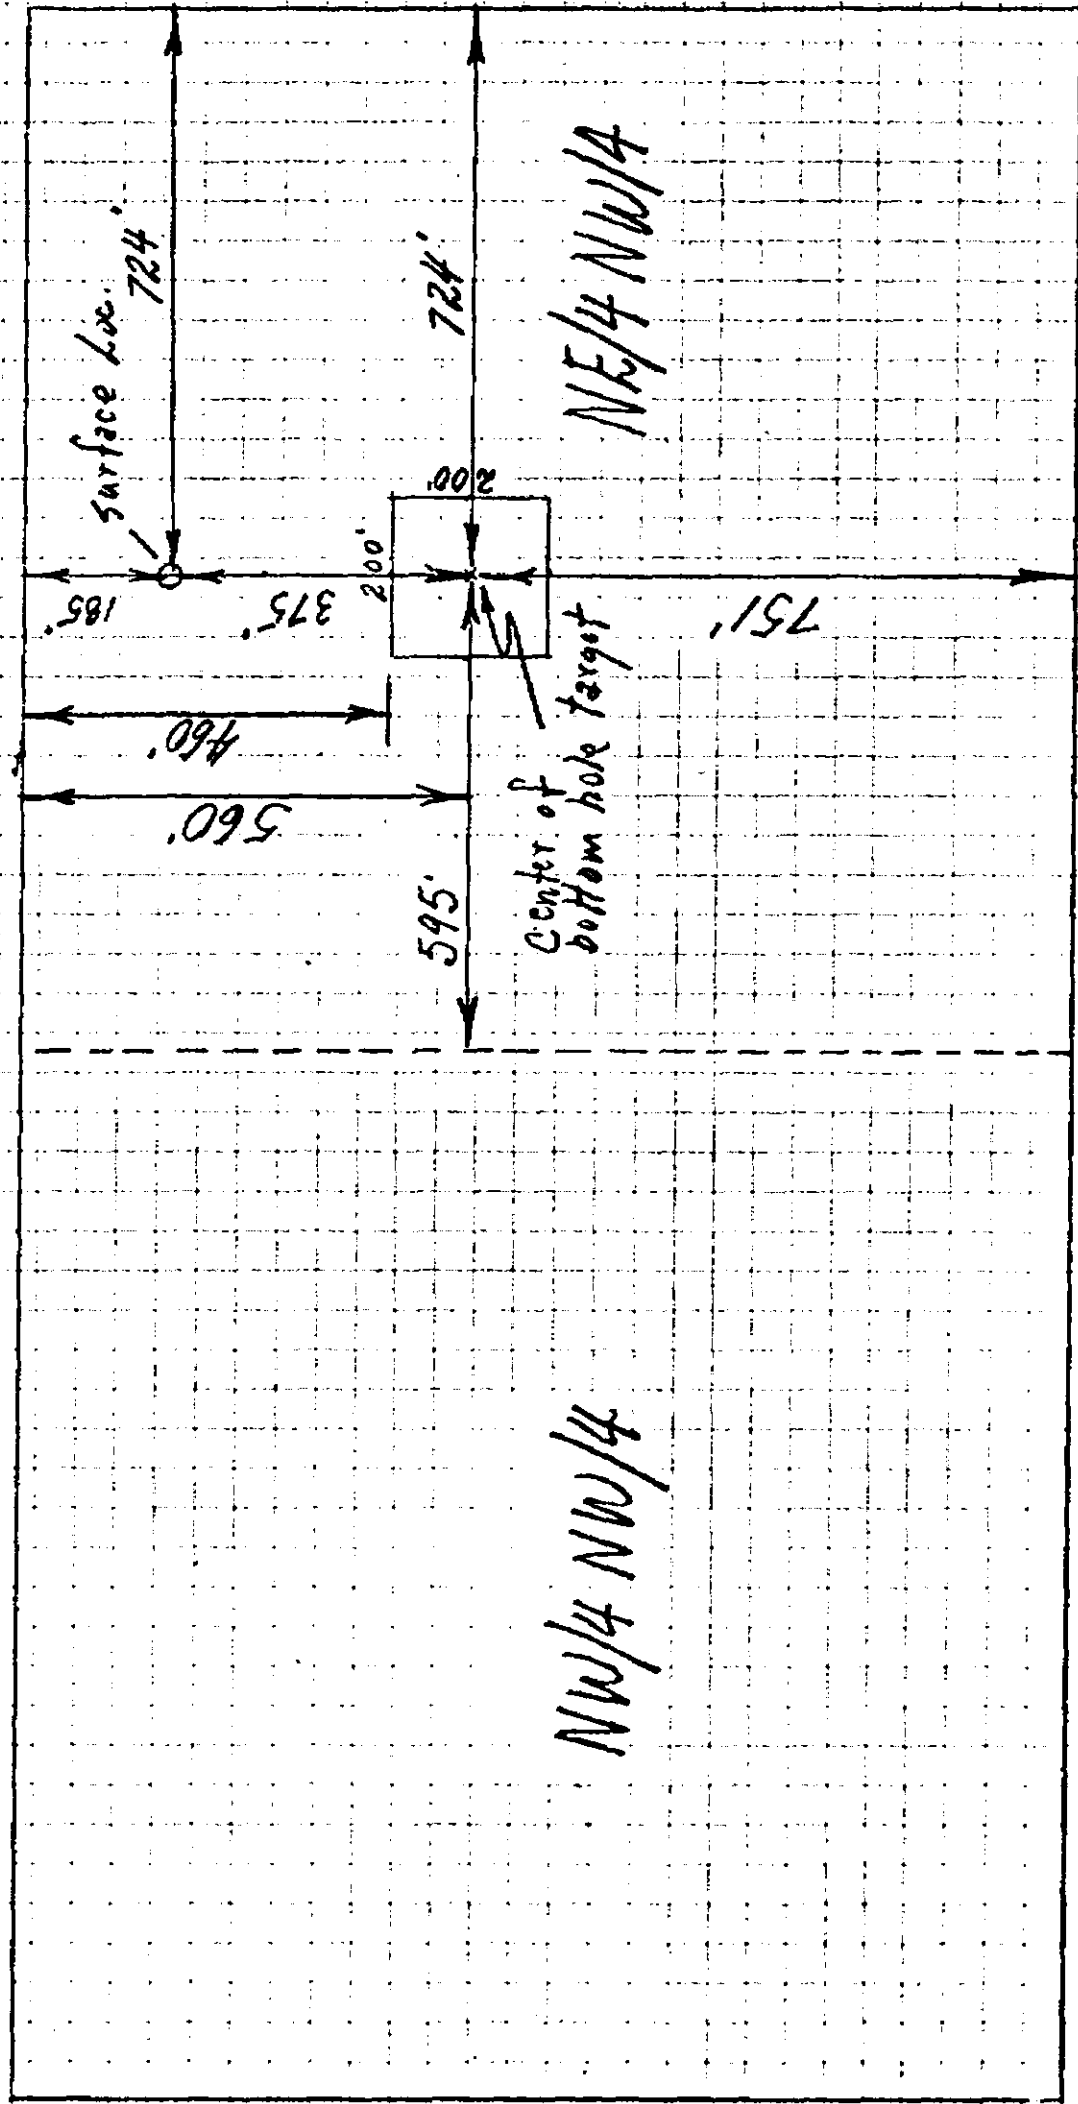 Surface Loc.
724'
185'
375'
200'
200'
724'
460'
560'
595'
Center of
bottom hole target
751'
NE/4 NW/4
NW/4 NW/4